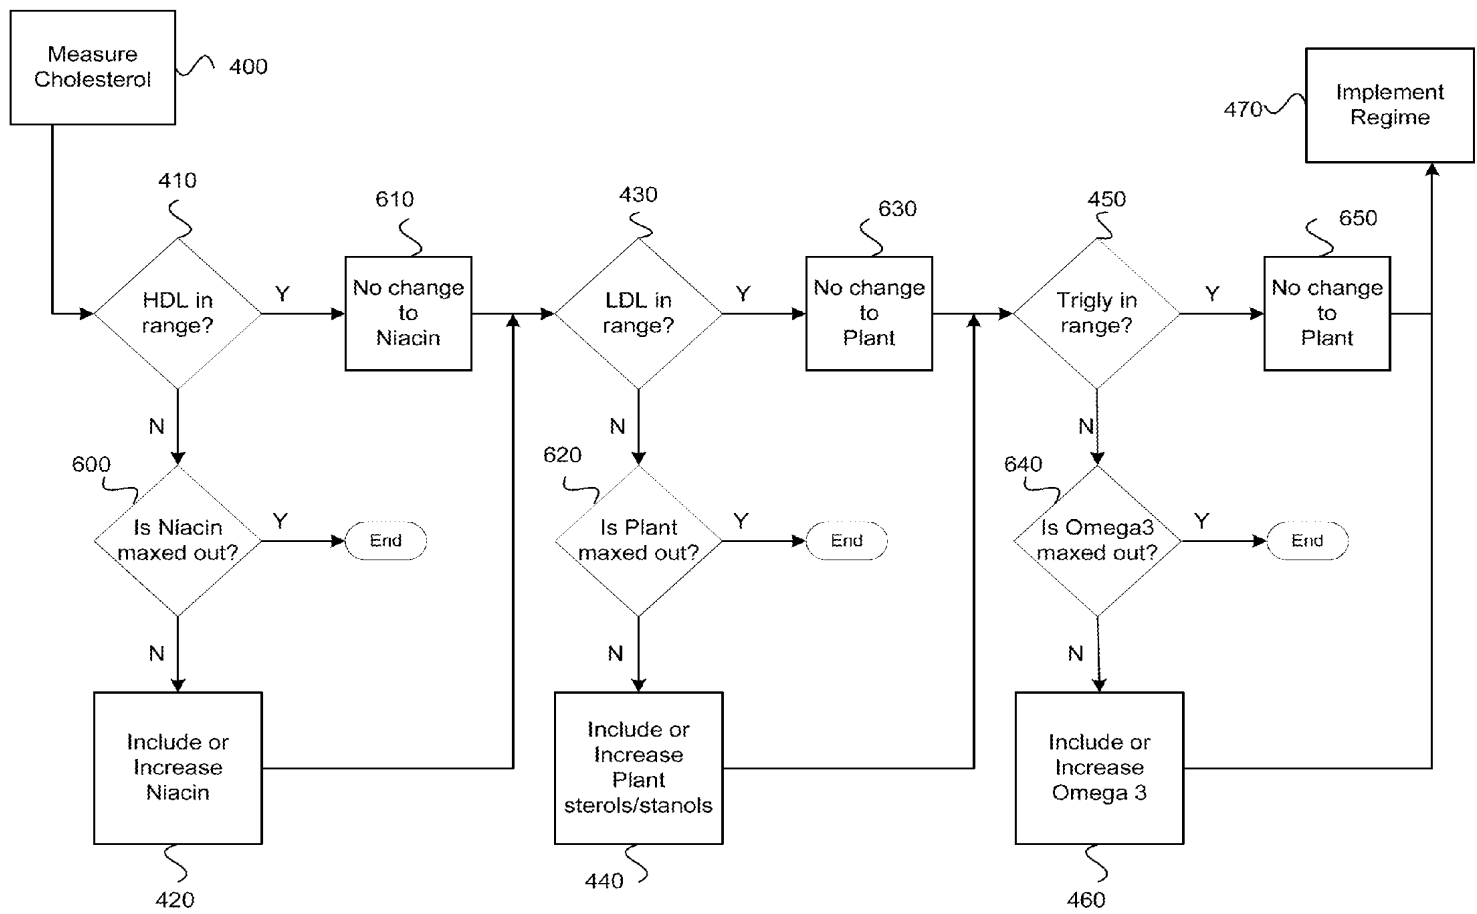 Measure
Cholesterol
400
Implement
Regime
470
410
HDL in
range?
Y
N
610
No change
to
Niacin
430
LDL in
range?
Y
N
630
No change
to
Plant
450
Trigly in
range?
Y
N
650
No change
to
Plant
600
Is Niacin
maxed out?
Y
End
N
620
Is Plant
maxed out?
Y
End
N
640
Is Omega3
maxed out?
Y
End
N
Include or
Increase
Niacin
420
Include or
Increase
Plant
sterols/stanols
440
Include or
Increase
Omega 3
460